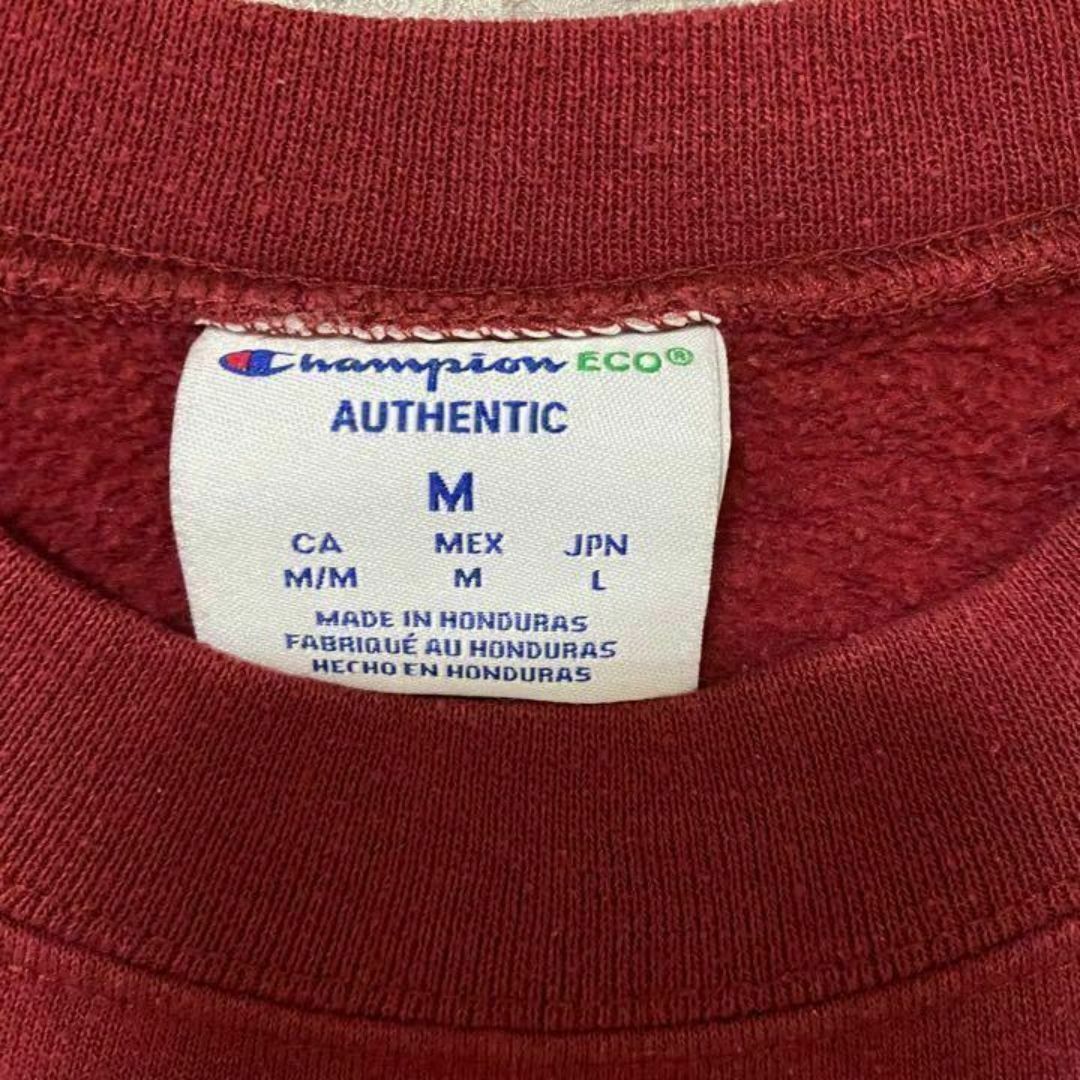 Champion ECO®
AUTHENTIC
M
CA MEX JPN
M/M M L
MADE IN HONDURAS
FABRIQUÉ AU HONDURAS
HECHO EN HONDURAS